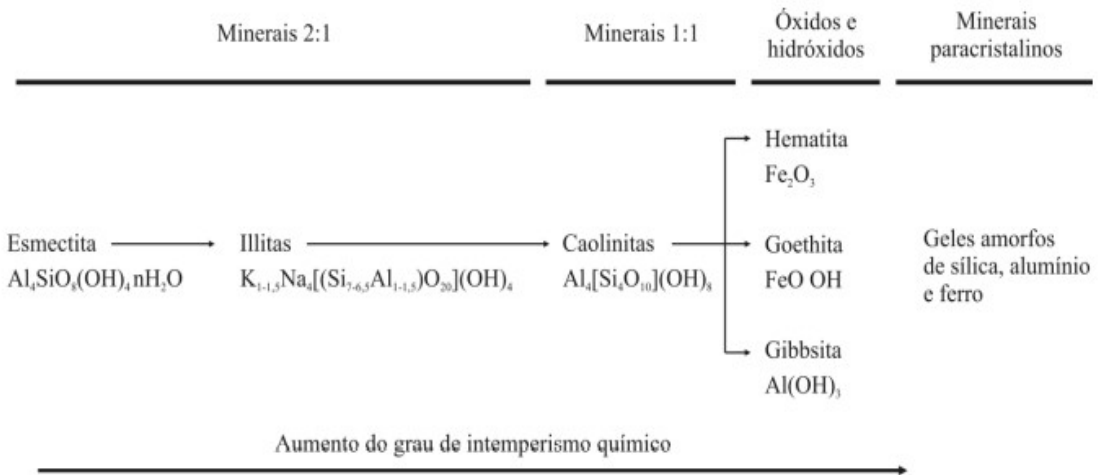 Minerais 2:1
Minerais 1:1
Óxidos e
hidróxidos
Minerais
paracristalinos
Hematita
Fe₂O₃
Esmectita
Al₄SiO₈(OH)₄nH₂O
Illitas
K₁₋₁,₅Na₄[(Si₇₋₆,₅Al₁₋₁,₅)O₂₀](OH)₄
Caolinitas
Al₄[Si₄O₁₀](OH)₈
Goethita
FeO OH
Geles amorfos
de sílica, alumínio
e ferro
Gibbsita
Al(OH)₃
Aumento do grau de intemperismo químico